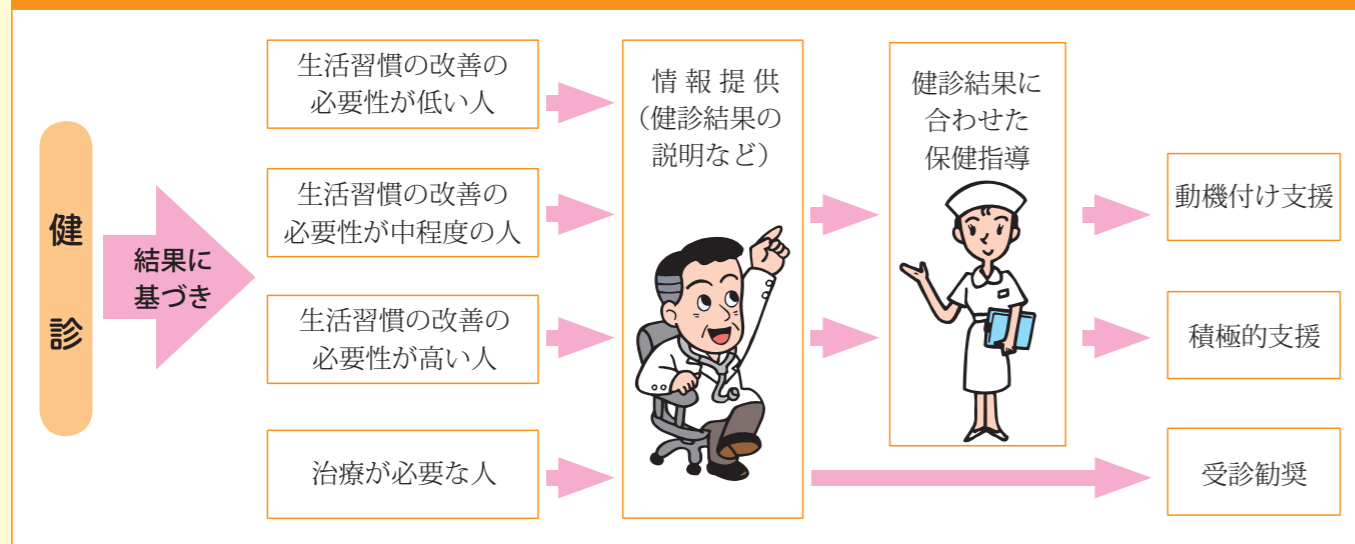 健診
結果に
基づき
生活習慣の改善の
必要性が低い人
生活習慣の改善の
必要性が中程度の人
生活習慣の改善の
必要性が高い人
治療が必要な人
情報提供
（健診結果の
説明など）
健診結果に
合わせた
保健指導
動機付け支援
積極的支援
受診勧奨